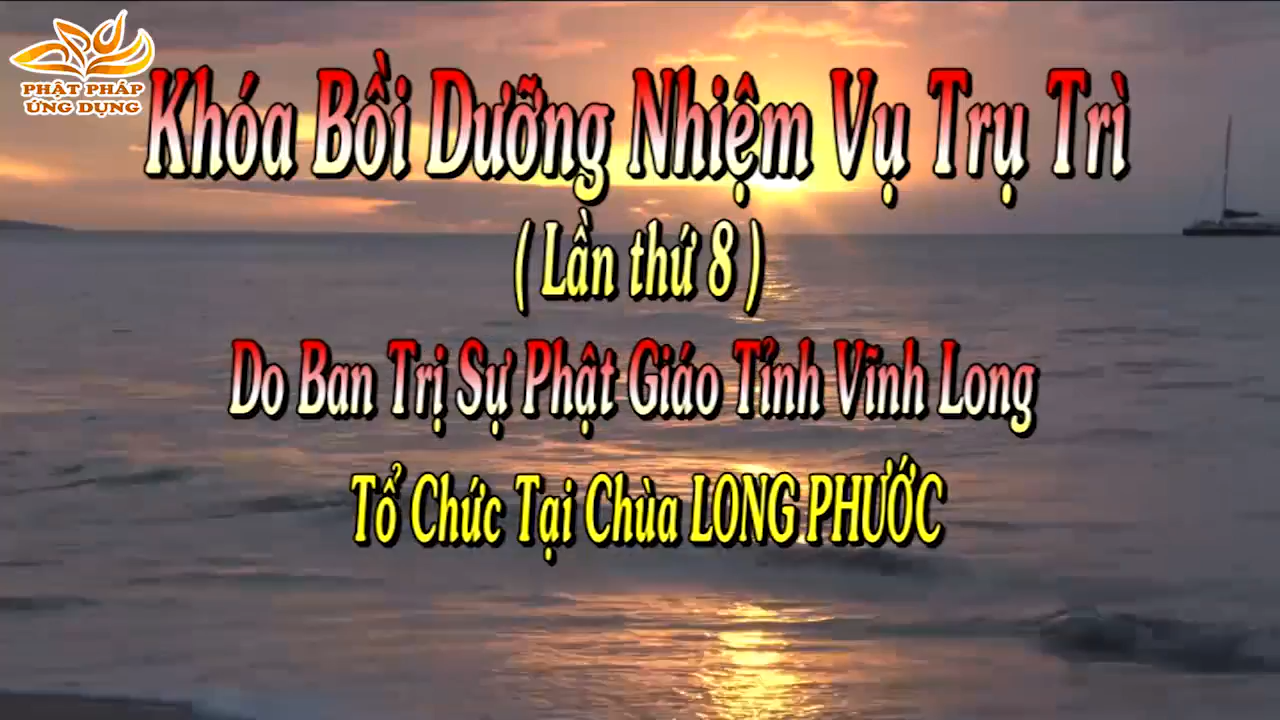 PHẬT PHÁP
ỨNG DỤNG
Khóa Bồi Dưỡng Nhiệm Vụ Trụ Trì
( Lần thứ 8 )
Do Ban Trị Sự Phật Giáo Tỉnh Vĩnh Long
Tổ Chức Tại Chùa LONG PHƯỚC